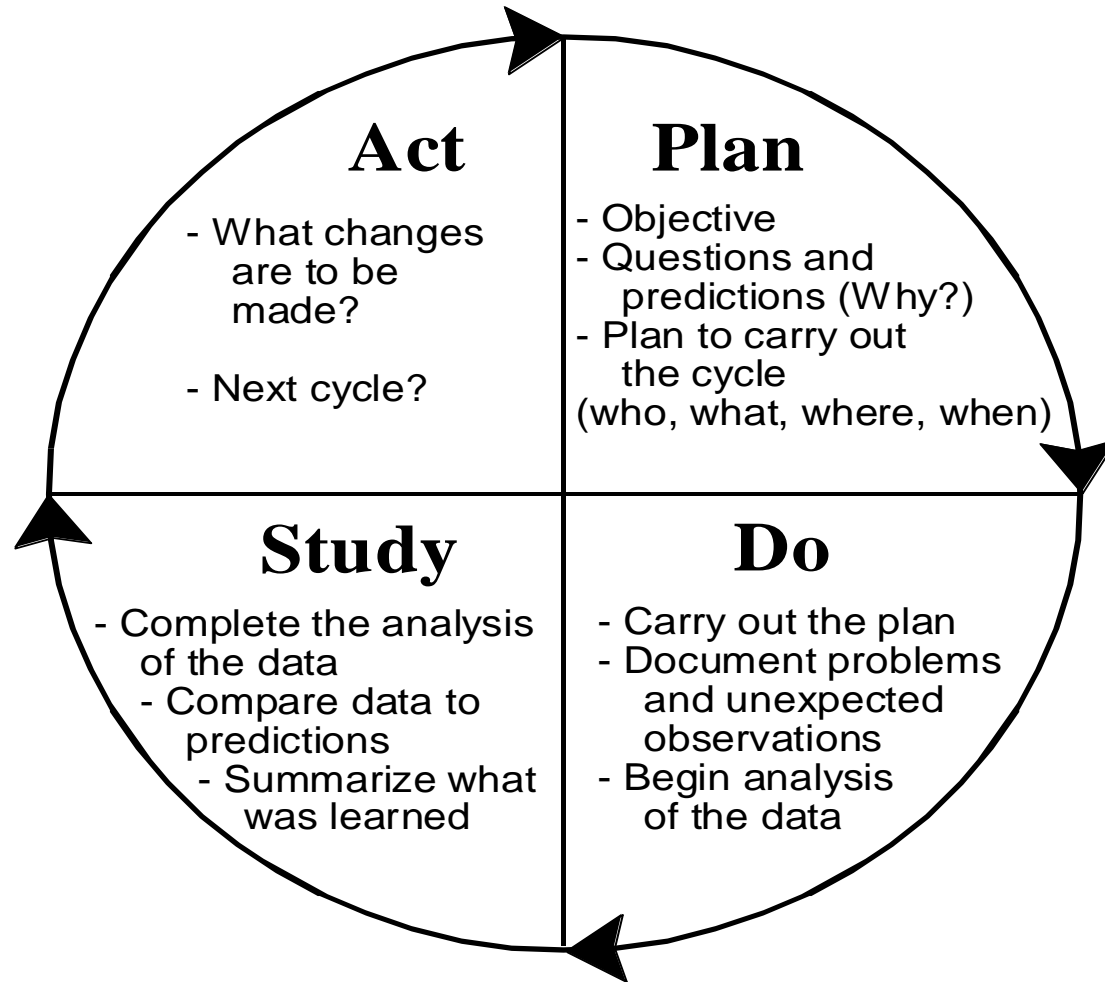 Act
- What changes
are to be
made?
- Next cycle?
Plan
- Objective
- Questions and
predictions (Why?)
- Plan to carry out
the cycle
(who, what, where, when)
Study
- Complete the analysis
of the data
- Compare data to
predictions
- Summarize what
was learned
Do
- Carry out the plan
- Document problems
and unexpected
observations
- Begin analysis
of the data